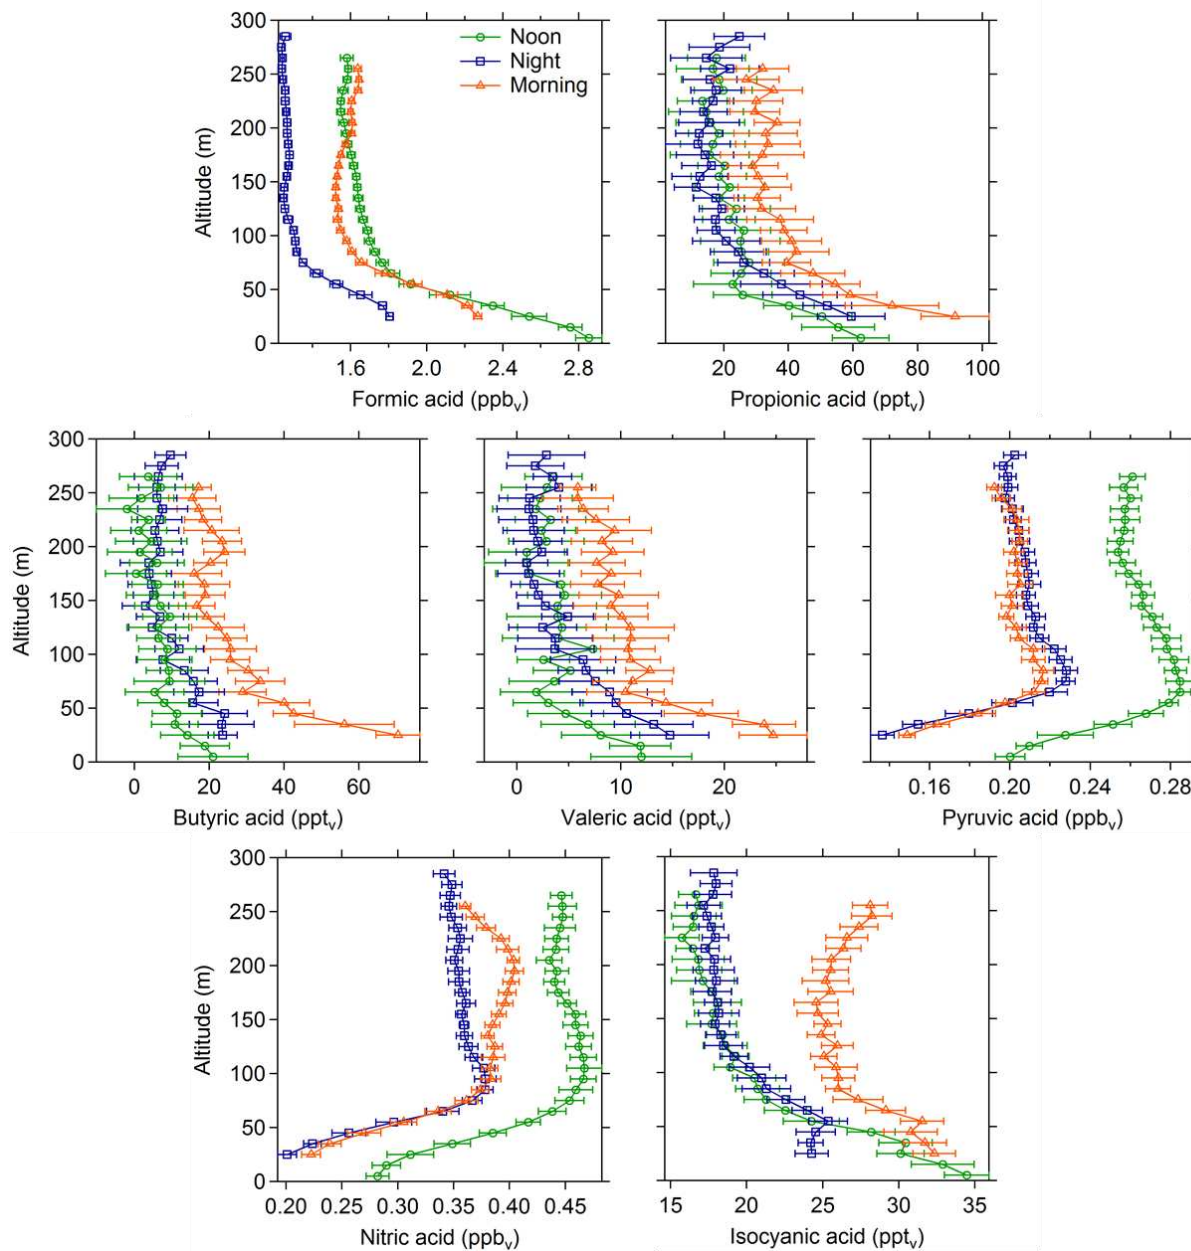 300
250
200
150
100
50
0
Altitude (m)
Noon
Night
Morning
1.6 2.0 2.4 2.8
Formic acid (ppbv)
20 40 60 80 100
Propionic acid (pptv)
300
250
200
150
100
50
0
Altitude (m)
0 20 40 60
Butyric acid (pptv)
0 10 20
Valeric acid (pptv)
0.16 0.20 0.24 0.28
Pyruvic acid (ppbv)
300
250
200
150
100
50
0
Altitude (m)
0.20 0.25 0.30 0.35 0.40 0.45
Nitric acid (ppbv)
15 20 25 30 35
Isocyanic acid (pptv)